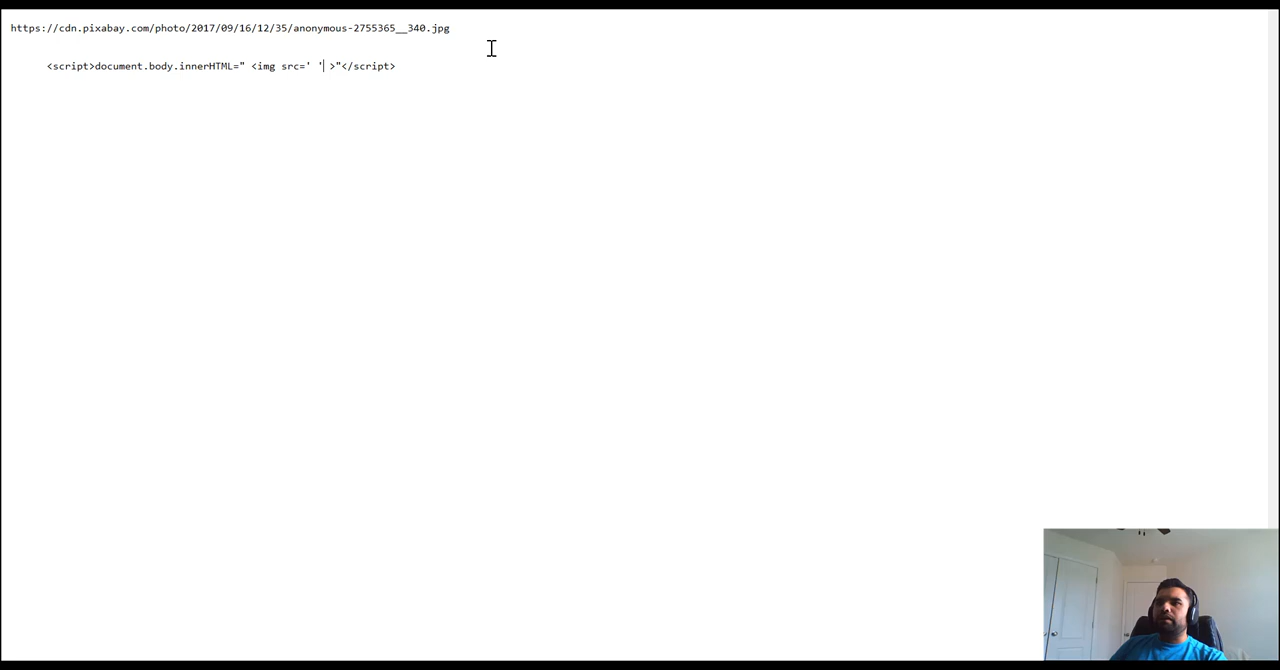 https://cdn.pixabay.com/photo/2017/09/16/12/35/anonymous-2755365__340.jpg
<script>document.body.innerHTML=" <img src=' ' >"</script>